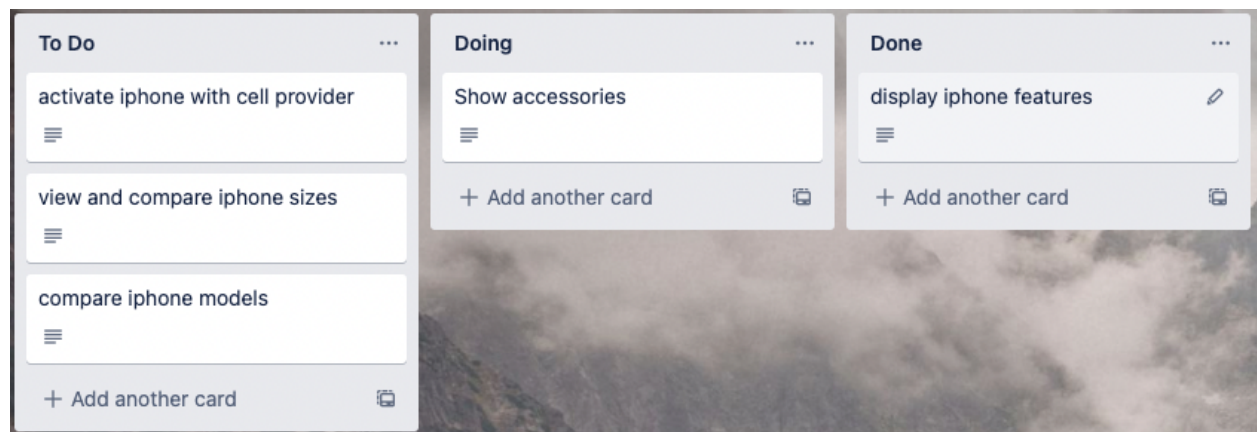 To Do
activate iphone with cell provider
view and compare iphone sizes
compare iphone models
+ Add another card
Doing
Show accessories
+ Add another card
Done
display iphone features
+ Add another card